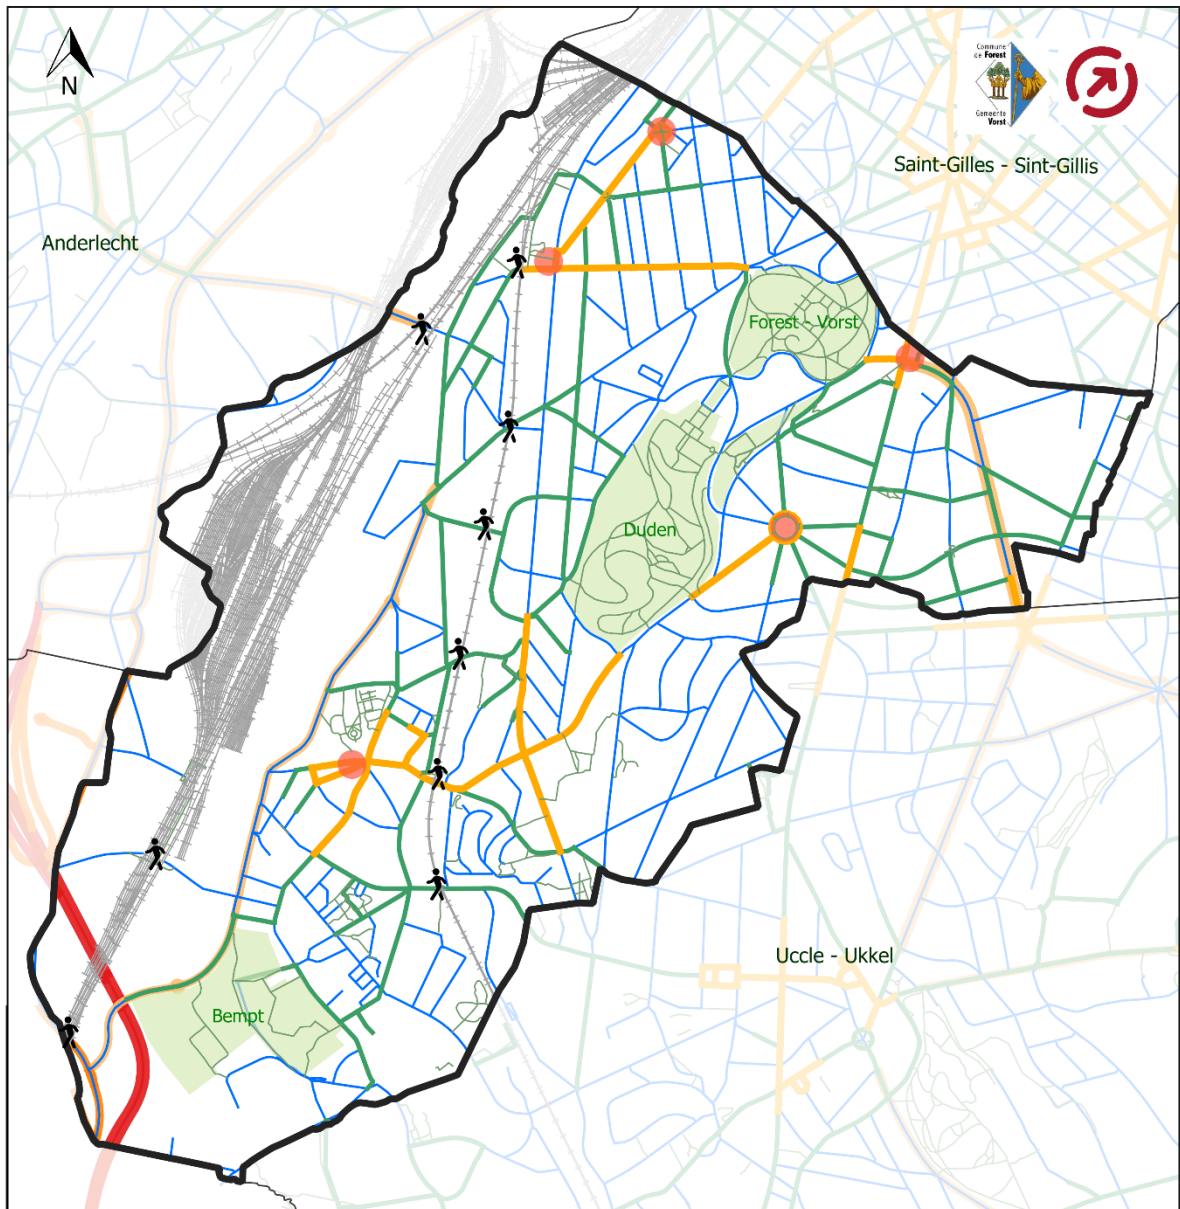 N
Commune
de Forest
Gemeente
Vorst
Saint-Gilles - Sint-Gillis
Anderlecht
Forest - Vorst
Duden
Uccle - Ukkel
Bempt